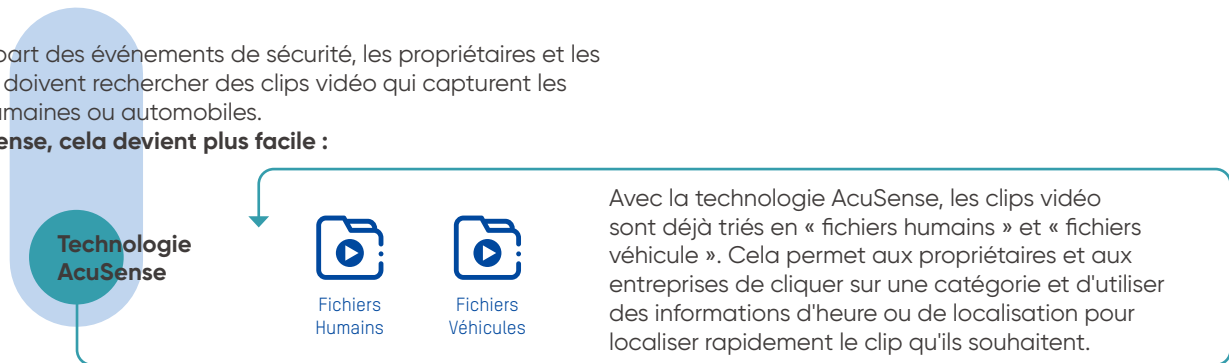 part des événements de sécurité, les propriétaires et les
doivent rechercher des clips vidéo qui capturent les
umaines ou automobiles.
ense, cela devient plus facile :
Technologie
AcuSense
Fichiers
Humains
Fichiers
Véhicules
Avec la technologie AcuSense, les clips vidéo
sont déjà triés en « fichiers humains » et « fichiers
véhicule ». Cela permet aux propriétaires et aux
entreprises de cliquer sur une catégorie et d'utiliser
des informations d'heure ou de localisation pour
localiser rapidement le clip qu'ils souhaitent.